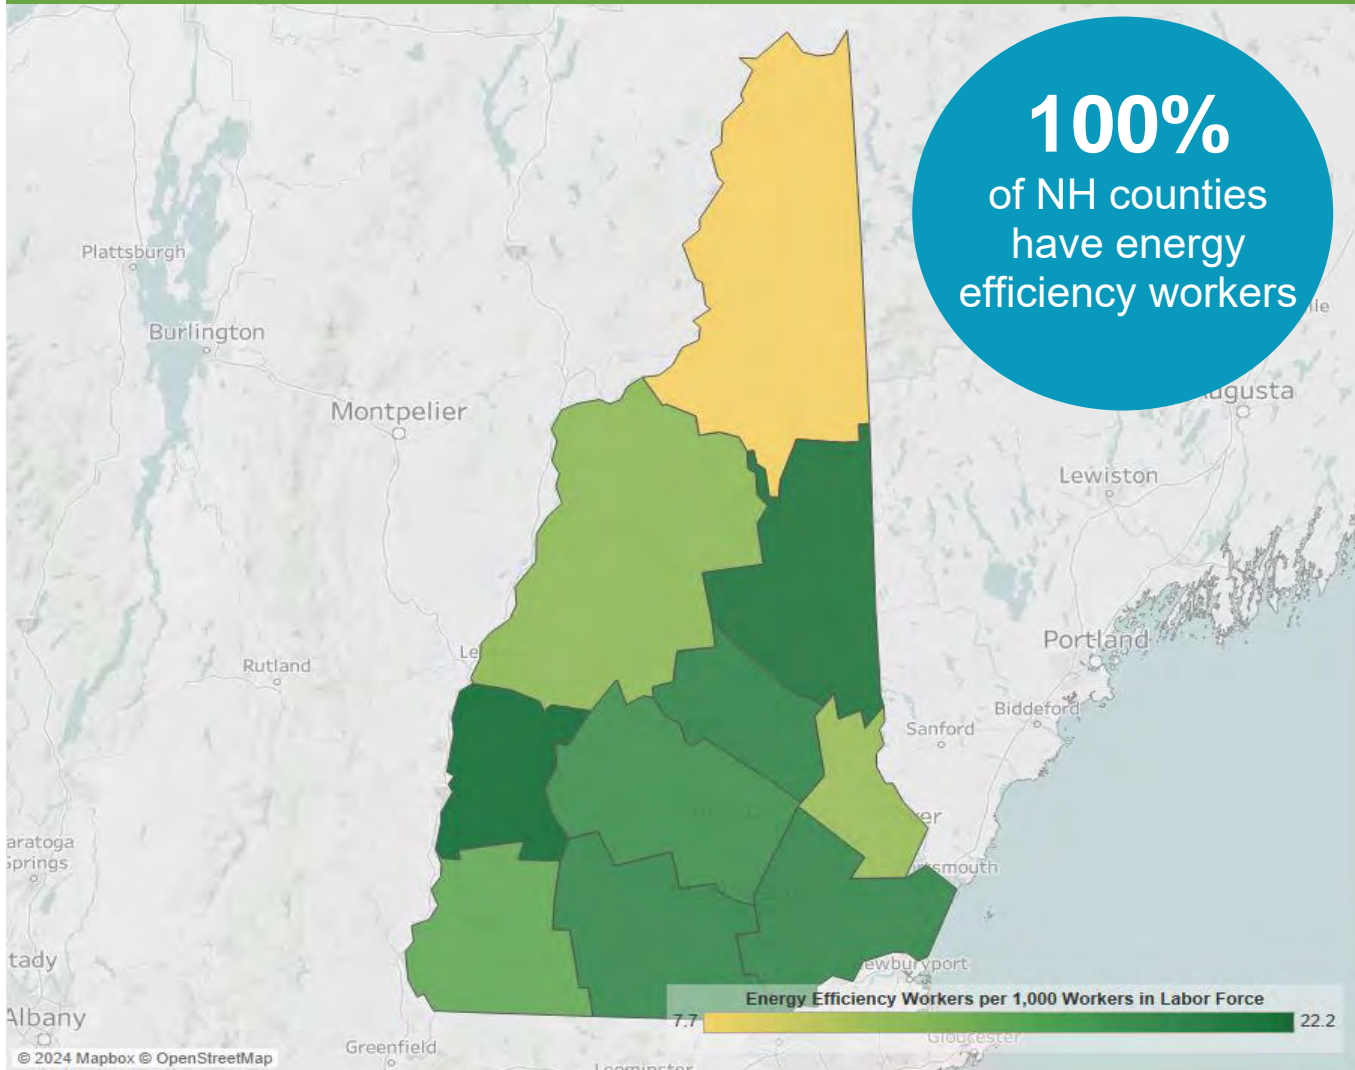 100%
of NH counties
have energy
efficiency workers
Plattsburgh
Burlington
Montpelier
Lewiston
Portland
Rutland
Biddeford
Sanford
Albany
Greenfield
Energy Efficiency Workers per 1,000 Workers in Labor Force
7.7
22.2
Gloucester
© 2024 Mapbox © OpenStreetMap